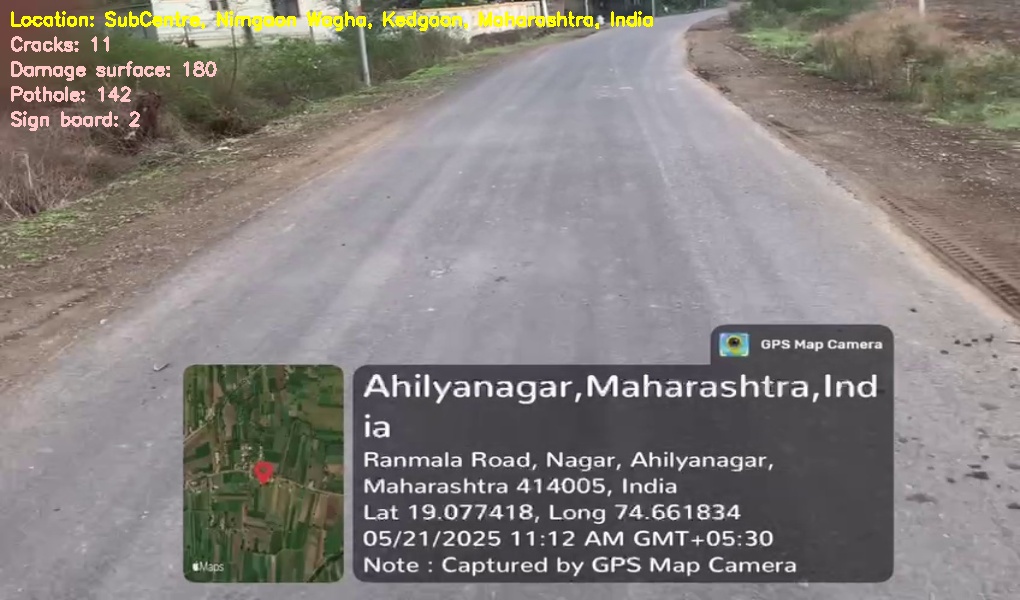 Location: SubCentre, Nimgaon Wagha, Kedgaon, Maharashtra, India
Cracks: 11
Damage surface: 180
Pothole: 142
Sign board: 2
GPS Map Camera
Ahilyanagar,Maharashtra,Ind
ia
Ranmala Road, Nagar, Ahilyanagar,
Maharashtra 414005, India
Lat 19.077418, Long 74.661834
05/21/2025 11:12 AM GMT+05:30
Note : Captured by GPS Map Camera
Maps